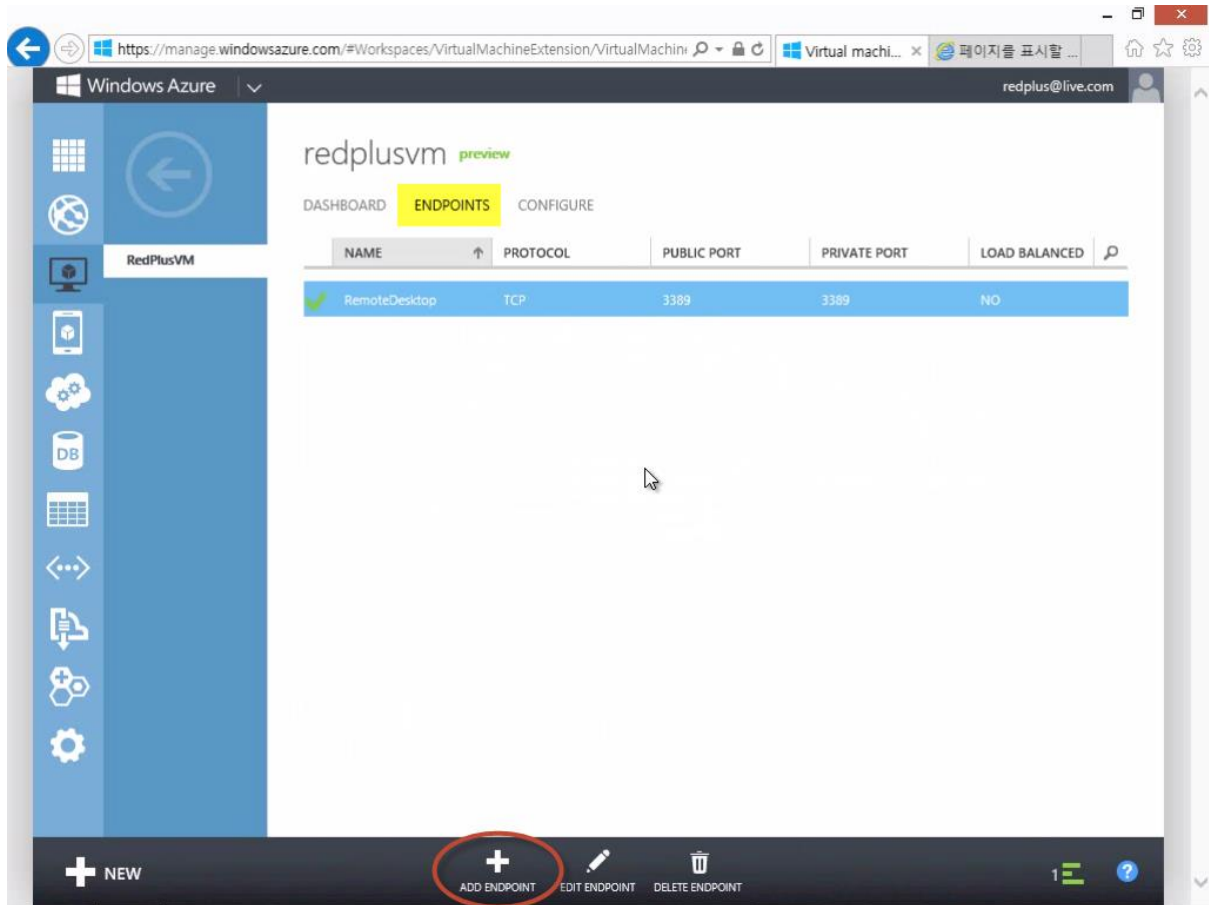 https://manage.windowsazure.com/#Workspaces/VirtualMachineExtension/VirtualMachin
Virtual machi...
페이지를 표시할 ...
Windows Azure
redplus@live.com
redplusvm preview
DASHBOARD ENDPOINTS CONFIGURE
RedPlusVM
NAME PROTOCOL PUBLIC PORT PRIVATE PORT LOAD BALANCED
RemoteDesktop TCP 3389 3389 NO
DB
NEW
ADD ENDPOINT EDIT ENDPOINT DELETE ENDPOINT
1
?